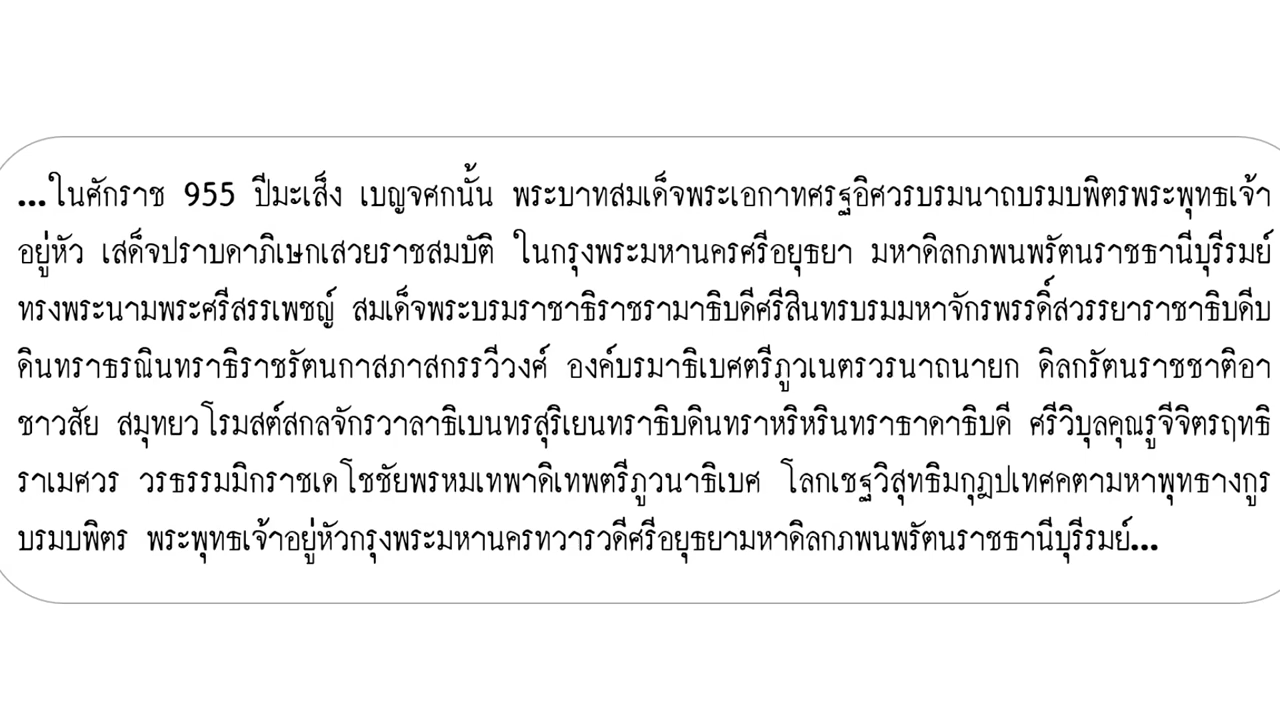 ...ในศักราช 955 ปีมะเส็ง เบญจศกนั้น พระบาทสมเด็จพระเอกาทศรฐอิศวรบรมนาถบรมบพิตรพระพุทธเจ้า
อยู่หัว เสด็จปราบดาภิเษกเสวยราชสมบัติ ในกรุงพระมหานครศรีอยุธยา มหาดิลกภพนพรัตนราชธานีบุรีรมย์
ทรงพระนามพระศรีสรรเพชญ์ สมเด็จพระบรมราชาธิราชรามาธิบดีศรีสินทรบรมมหาจักรพรรดิ์สวรรยาราชาธิบดีบ
ดินทราธรณินทราธิราชรัตนกาสภาสกรรวีวงศ์ องค์บรมาธิเบศตรีภูวเนตรวรนาถนายก ดิลกรัตนราชชาติอา
ชาวสัย สมุทยวโรมสต์สกลจักรวาลาธิเบนทรสุริเยนทราธิบดินทราหริหรินทราธาดาธิบดี ศรีวิบุลคุณรูจีจิตรฤทธิ
ราเมศวร วรธรรมมิกราชเดโชชัยพรหมเทพาดิเทพตรีภูวนาธิเบศ โลกเชฐวิสุทธิมกุฎปเทศคตามหาพุทธางกูร
บรมบพิตร พระพุทธเจ้าอยู่หัวกรุงพระมหานครทวารวดีศรีอยุธยามหาดิลกภพนพรัตนราชธานีบุรีรมย์...